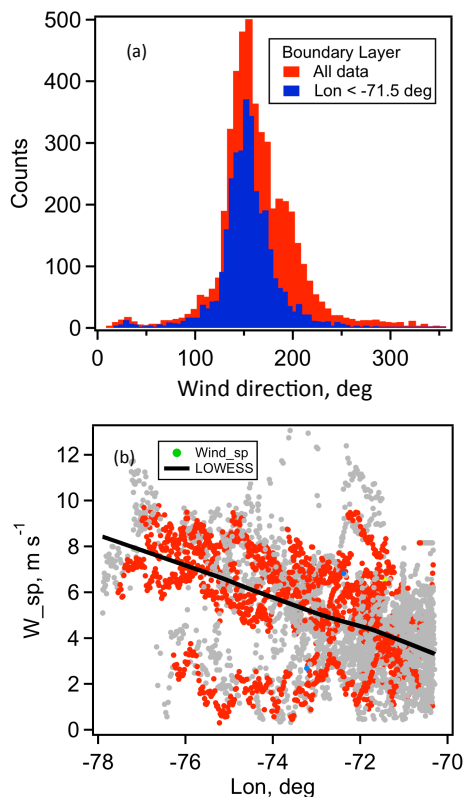 500
(a)
Boundary Layer
All data
Lon < -71.5 deg
400
300
Counts
200
100
0
0 100 200 300
Wind direction, deg
12
(b)
Wind_sp
LOWESS
10
8
W_sp, m s⁻¹
6
4
2
0
-78 -76 -74 -72 -70
Lon, deg